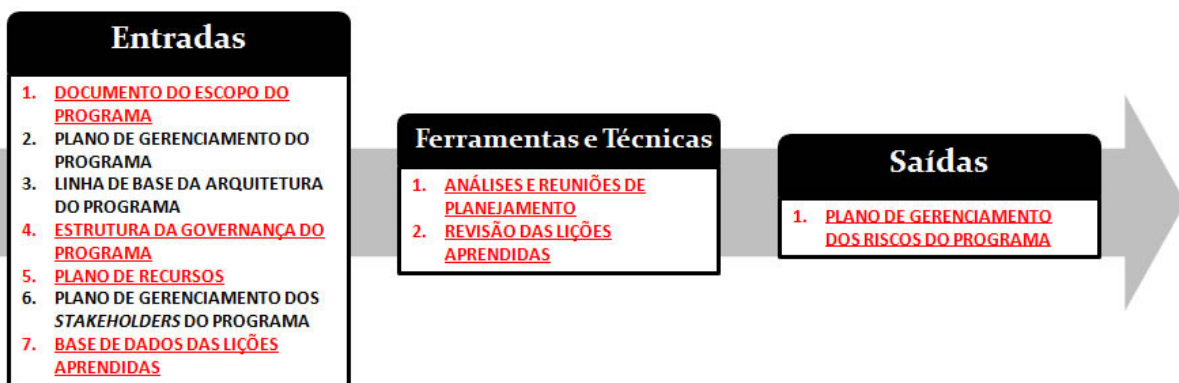 Entradas
1. DOCUMENTO DO ESCOPO DO
PROGRAMA
2. PLANO DE GERENCIAMENTO DO
PROGRAMA
3. LINHA DE BASE DA ARQUITETURA
DO PROGRAMA
4. ESTRUTURA DA GOVERNANÇA DO
PROGRAMA
5. PLANO DE RECURSOS
6. PLANO DE GERENCIAMENTO DOS
STAKEHOLDERS DO PROGRAMA
7. BASE DE DADOS DAS LIÇÕES
APRENDIDAS
Ferramentas e Técnicas
1. ANÁLISES E REUNIÕES DE
PLANEJAMENTO
2. REVISÃO DAS LIÇÕES
APRENDIDAS
Saídas
1. PLANO DE GERENCIAMENTO
DOS RISCOS DO PROGRAMA